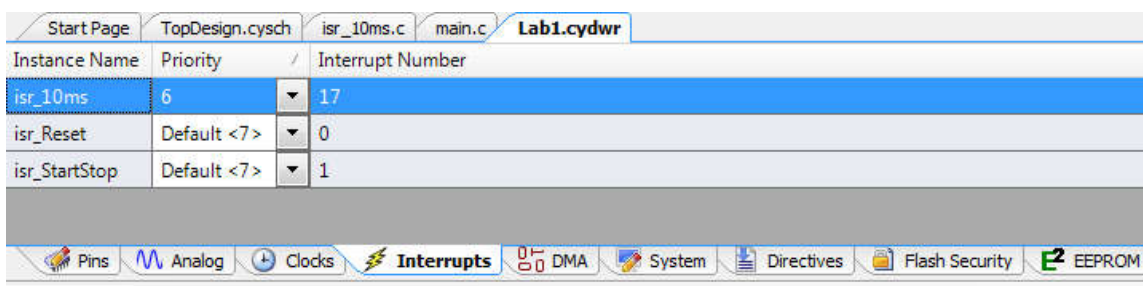 Start Page TopDesign.cysch isr_10ms.c main.c Lab1.cydwr
Instance Name Priority / Interrupt Number
isr_10ms 6 17
isr_Reset Default <7> 0
isr_StartStop Default <7> 1
Pins Analog Clocks Interrupts DMA System Directives Flash Security E2 EEPROM